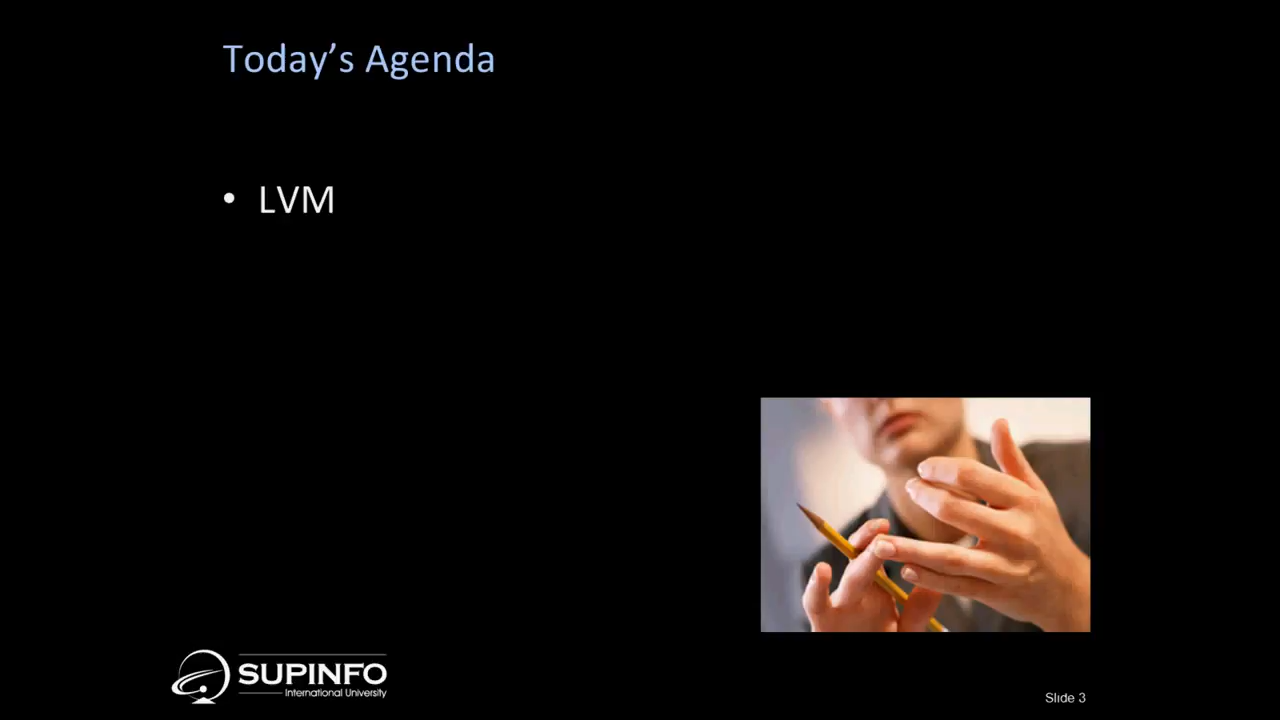 Today’s Agenda
• LVM
SUPINFO
International University
Slide 3